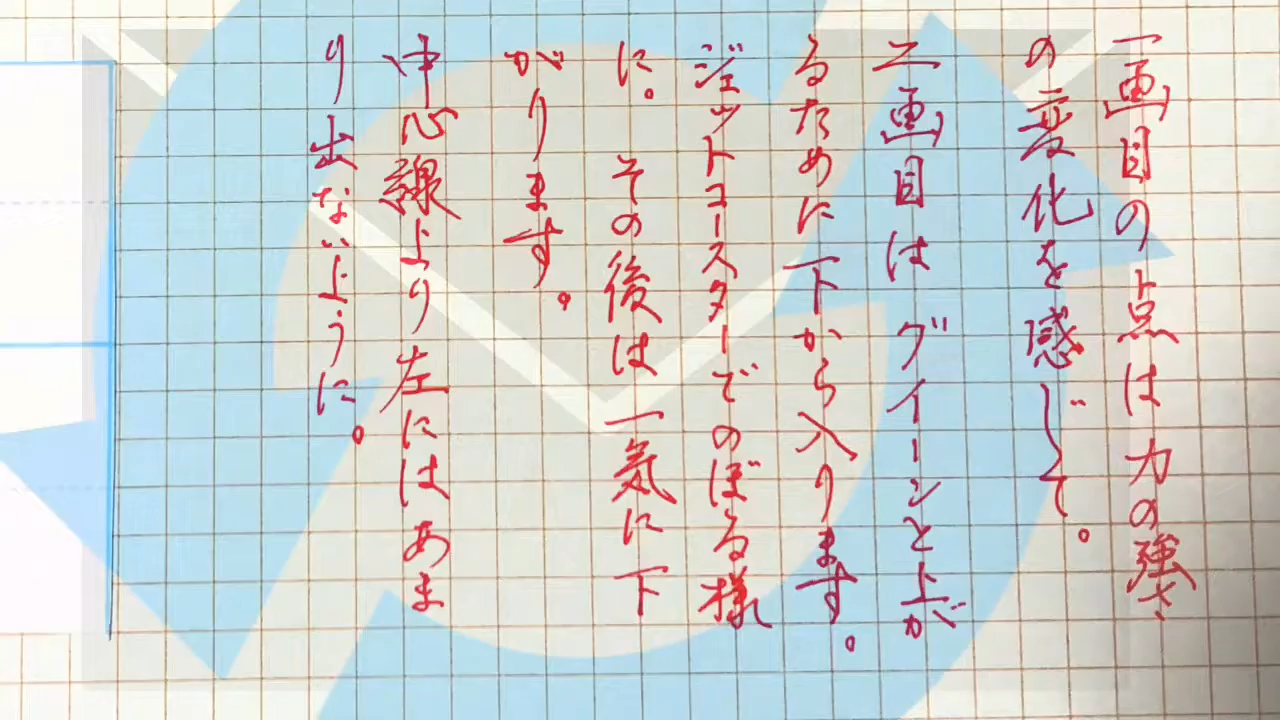 一画目の点は力の強さ
の変化を感じて。
二画目はグイーンと上が
るために下から入ります。
ジェットコースターでのぼる様
に。その後は一気に下
がります。
中心線より左にはあま
り出ないように。